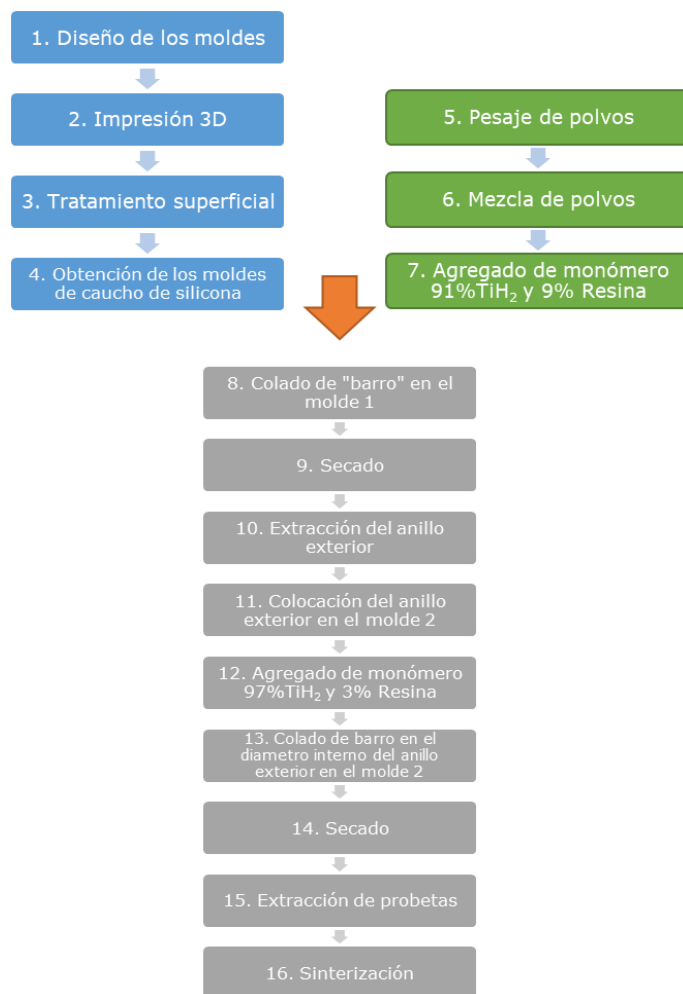 1. Diseño de los moldes
2. Impresión 3D
3. Tratamiento superficial
4. Obtención de los moldes
de caucho de silicona
5. Pesaje de polvos
6. Mezcla de polvos
7. Agregado de monómero
91%TiH₂ y 9% Resina
8. Colado de "barro" en el
molde 1
9. Secado
10. Extracción del anillo
exterior
11. Colocación del anillo
exterior en el molde 2
12. Agregado de monómero
97%TiH₂ y 3% Resina
13. Colado de barro en el
diametro interno del anillo
exterior en el molde 2
14. Secado
15. Extracción de probetas
16. Sinterización